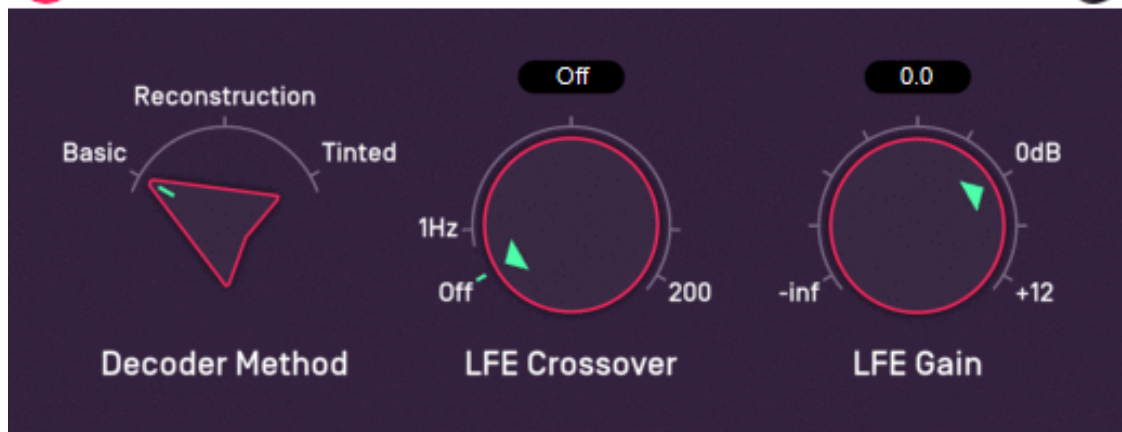 Off
0.0
Reconstruction
Basic
Tinted
0dB
1Hz
Off
200
-inf
+12
Decoder Method
LFE Crossover
LFE Gain